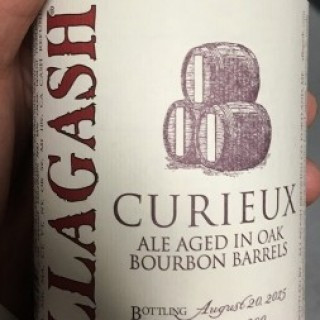 LLAGASH
CURIEUX
ALE AGED IN OAK
BOURBON BARRELS
BOTTLING August 20, 2015